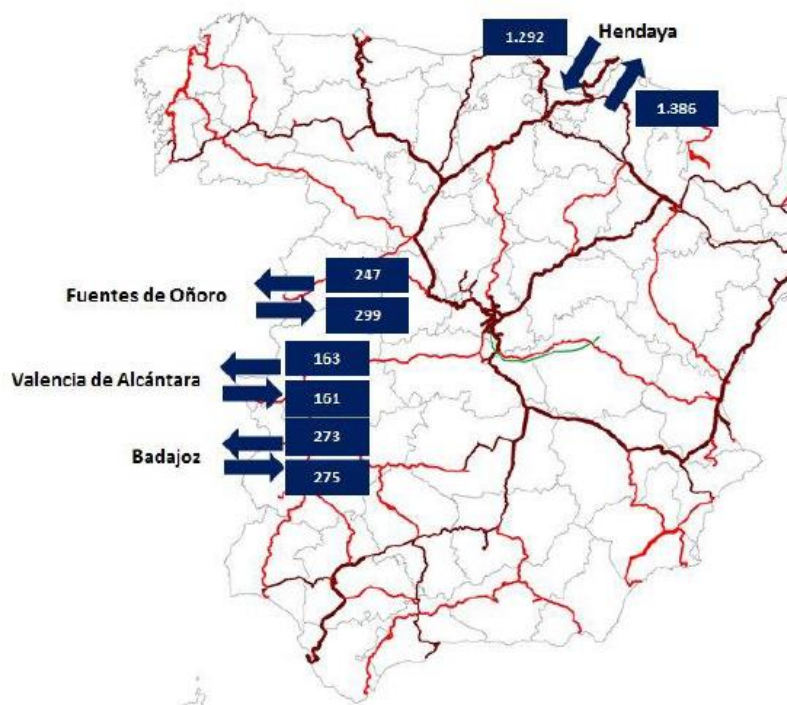 1.292
Hendaya
1.386
Fuentes de Oñoro
247
299
Valencia de Alcántara
163
161
Badajoz
273
275